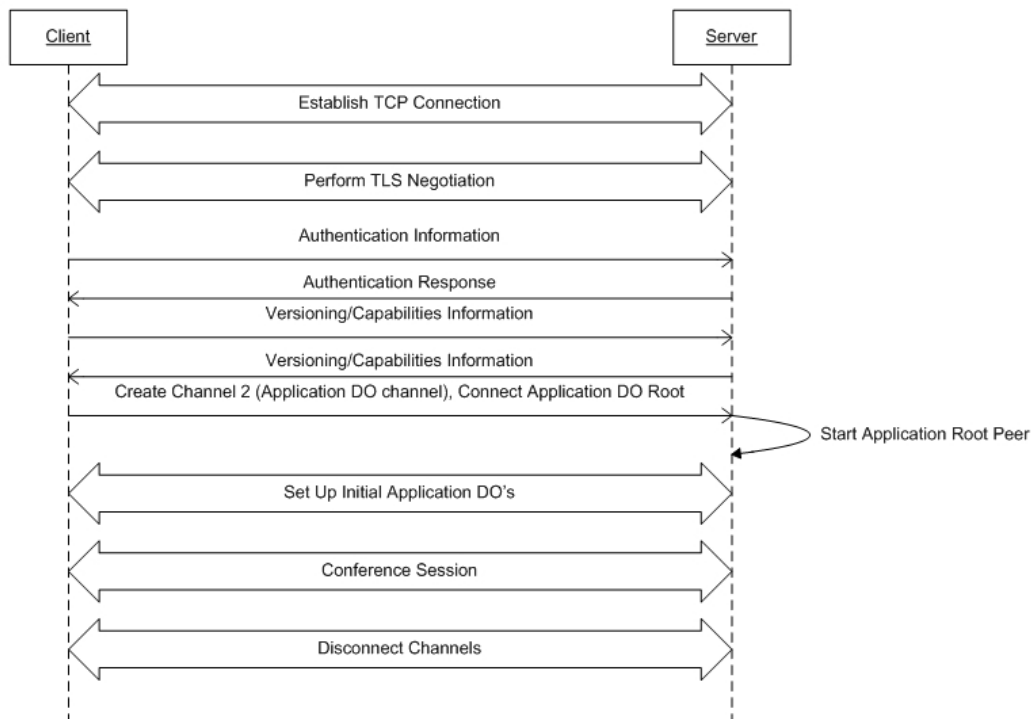 Client
Server
Establish TCP Connection
Perform TLS Negotiation
Authentication Information
Authentication Response
Versioning/Capabilities Information
Versioning/Capabilities Information
Create Channel 2 (Application DO channel), Connect Application DO Root
Start Application Root Peer
Set Up Initial Application DO's
Conference Session
Disconnect Channels